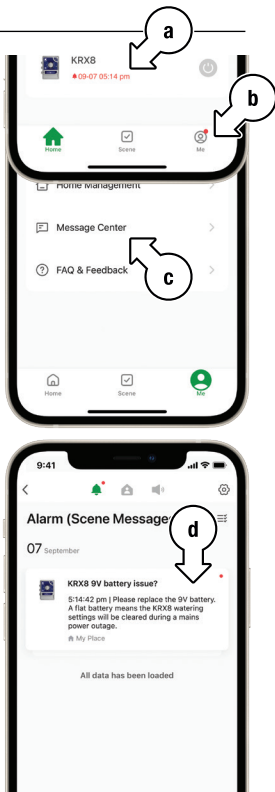 a
KRX8
09-07 05:14 pm
b
Home
Scene
Me
Home Management
Message Center
c
FAQ & Feedback
Home
Scene
Me
9:41
Alarm (Scene Message
d
07 September
KRX8 9V battery issue?
5:14:42 pm | Please replace the 9V battery.
A flat battery means the KRX8 watering
settings will be cleared during a mains
power outage.
My Place
All data has been loaded